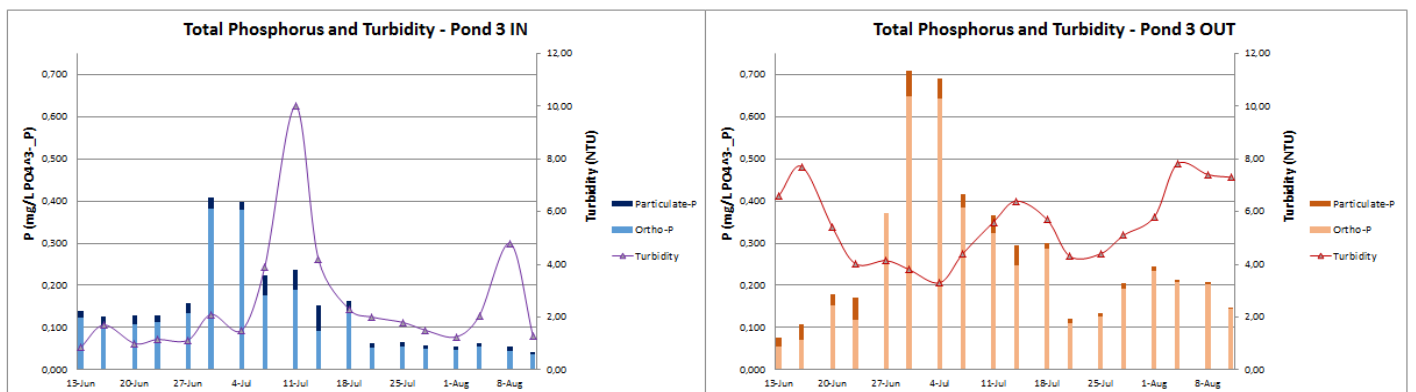 Total Phosphorus and Turbidity - Pond 3 IN
P (mg/L PO4^3-_P)
0,700
0,600
0,500
0,400
0,300
0,200
0,100
0,000
13-Jun 20-Jun 27-Jun 4-Jul 11-Jul 18-Jul 25-Jul 1-Aug 8-Aug
12,00
10,00
8,00
6,00
4,00
2,00
0,00
Turbidity (NTU)
Particulate-P
Ortho-P
Turbidity
Total Phosphorus and Turbidity - Pond 3 OUT
P (mg/L PO4^3-_P)
0,700
0,600
0,500
0,400
0,300
0,200
0,100
0,000
13-Jun 20-Jun 27-Jun 4-Jul 11-Jul 18-Jul 25-Jul 1-Aug 8-Aug
12,00
10,00
8,00
6,00
4,00
2,00
0,00
Turbidity (NTU)
Particulate-P
Ortho-P
Turbidity